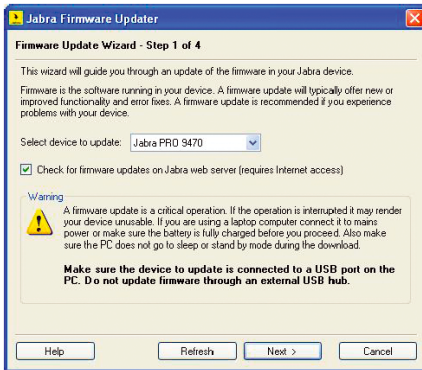 Jabra Firmware Updater
Firmware Update Wizard - Step 1 of 4
This wizard will guide you through an update of the firmware in your Jabra device.
Firmware is the software running in your device. A firmware update will typically offer new or
improved functionality and error fixes. A firmware update is recommended if you experience
problems with your device.
Select device to update: Jabra PRO 9470
Check for firmware updates on Jabra web server (requires Internet access)
Warning
A firmware update is a critical operation. If the operation is interrupted it may render
your device unusable. If you are using a laptop computer connect it to mains
power or make sure the battery is fully charged before you proceed. Also make
sure the PC does not go to sleep or stand by mode during the download.
Make sure the device to update is connected to a USB port on the
PC. Do not update firmware through an external USB hub.
Help Refresh Next > Cancel